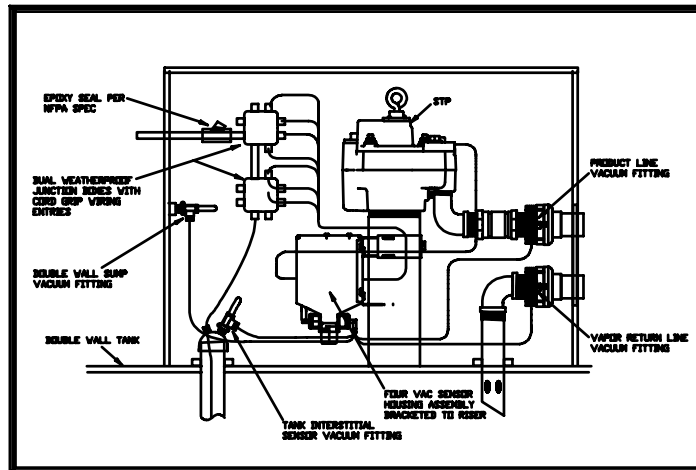 EPOXY SEAL PER
NFPA SPEC
STP
DUAL WEATHERPROOF
JUNCTION BOXES WITH
CORD GRIP WIRING
ENTRIES
PRODUCT LINE
VACUUM FITTING
DOUBLE WALL SUMP
VACUUM FITTING
DOUBLE WALL TANK
VAPOR RETURN LINE
VACUUM FITTING
FOUR VAC SENSOR
HOUSING ASSEMBLY
BRACKETED TO RISER
TANK INTERSTITIAL
SENSOR VACUUM FITTING